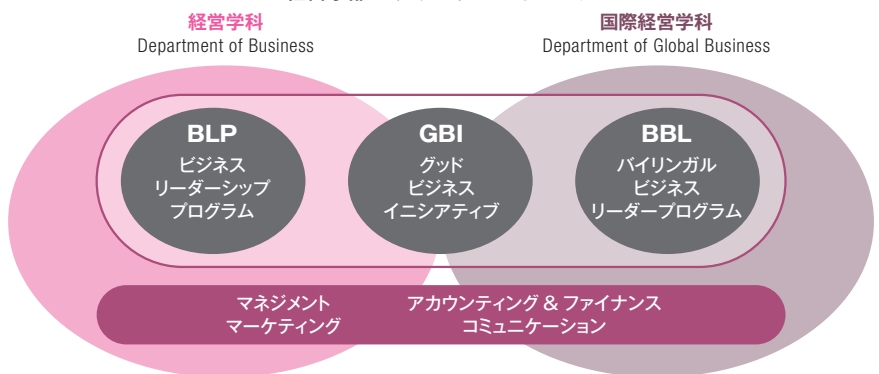 経営学科
Department of Business
国際経営学科
Department of Global Business
BLP
ビジネス
リーダーシップ
プログラム
GBI
グッド
ビジネス
イニシアティブ
BBL
バイリンガル
ビジネス
リーダープログラム
マネジメント
マーケティング
アカウンティング & ファイナンス
コミュニケーション